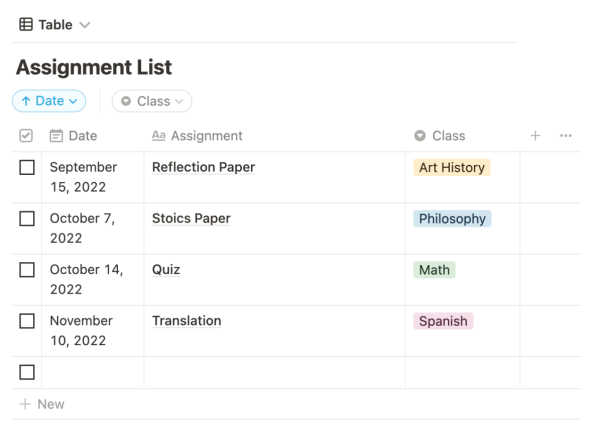 Table
Assignment List
↑ Date Class
Date Aa Assignment Class + ...
September Reflection Paper Art History
15, 2022
October 7, Stoics Paper Philosophy
2022
October 14, Quiz Math
2022
November Translation Spanish
10, 2022
+ New